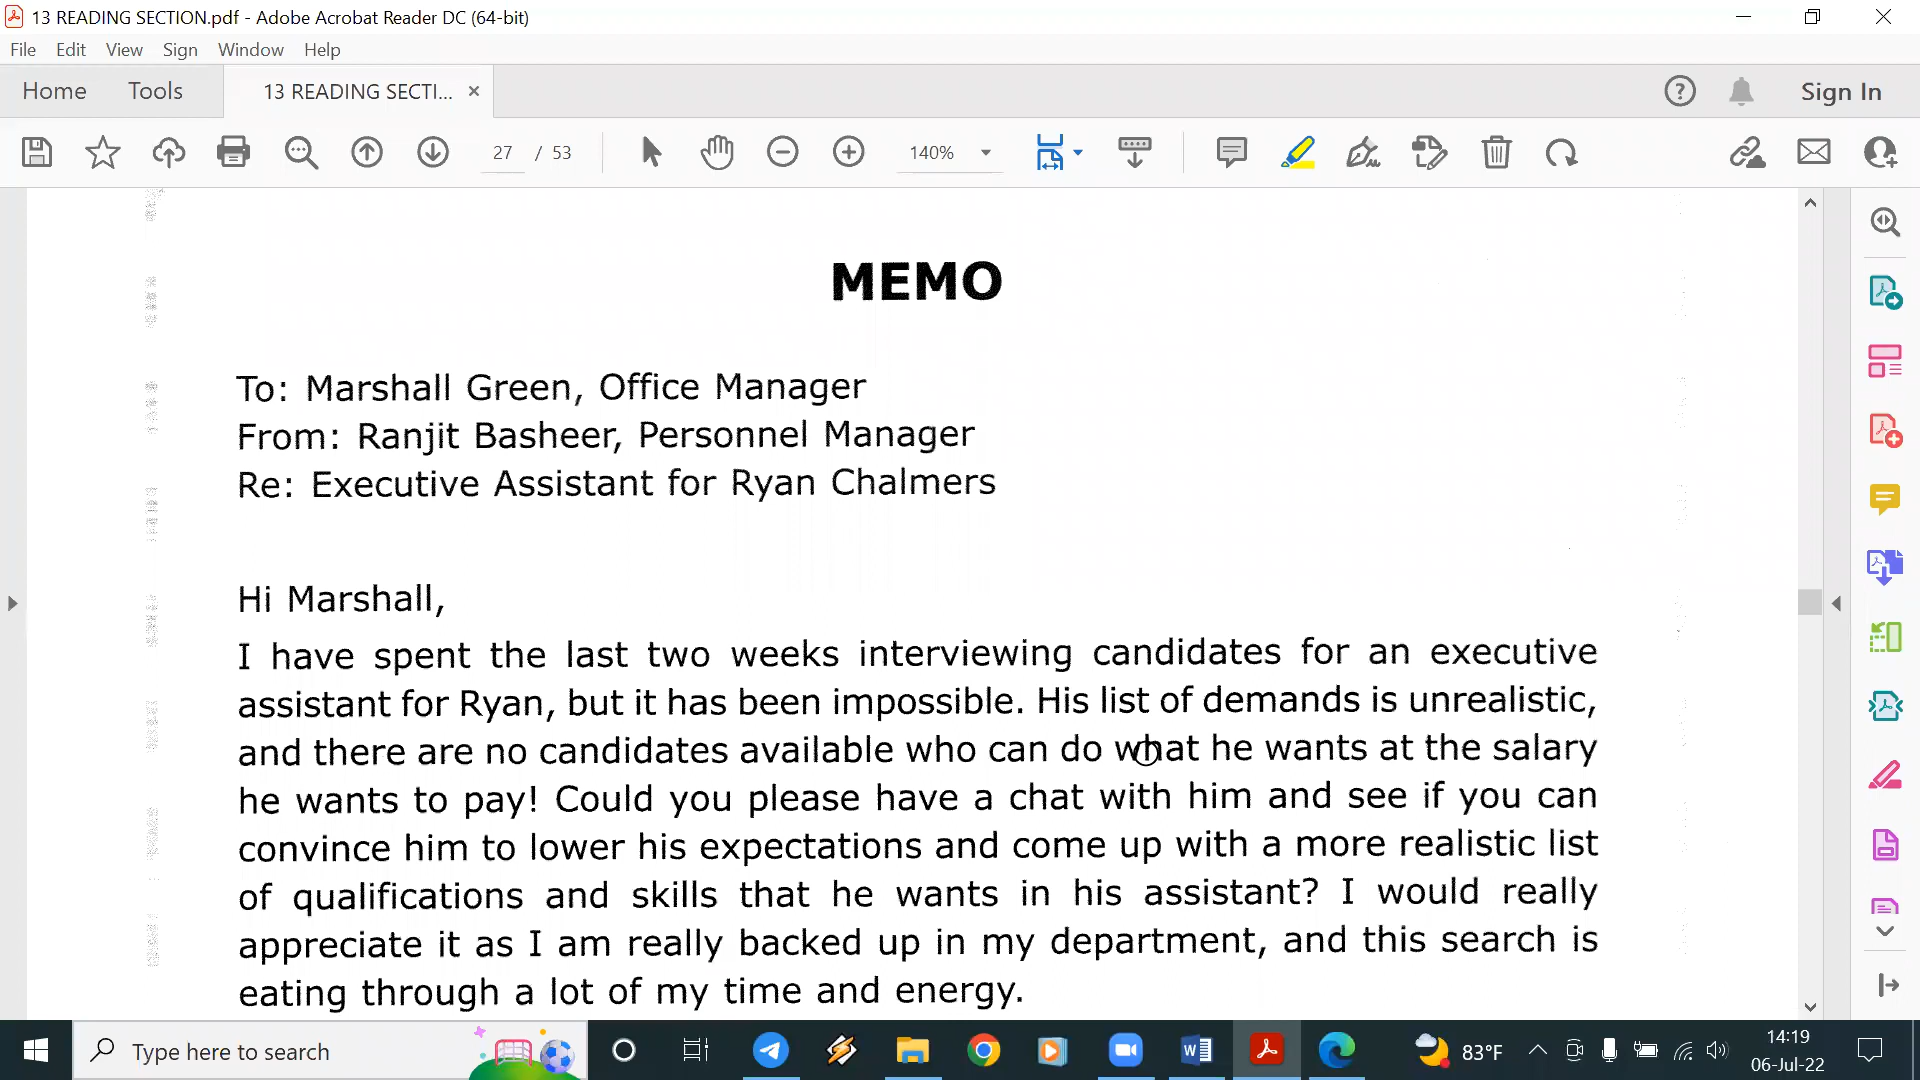 13 READING SECTION.pdf - Adobe Acrobat Reader DC (64-bit)
File Edit View Sign Window Help
Home Tools 13 READING SECTI... × Sign In
27 / 53 140%
MEMO
To: Marshall Green, Office Manager
From: Ranjit Basheer, Personnel Manager
Re: Executive Assistant for Ryan Chalmers
Hi Marshall,
I have spent the last two weeks interviewing candidates for an executive
assistant for Ryan, but it has been impossible. His list of demands is unrealistic,
and there are no candidates available who can do what he wants at the salary
he wants to pay! Could you please have a chat with him and see if you can
convince him to lower his expectations and come up with a more realistic list
of qualifications and skills that he wants in his assistant? I would really
appreciate it as I am really backed up in my department, and this search is
eating through a lot of my time and energy.
Type here to search 83°F 14:19
06-Jul-22